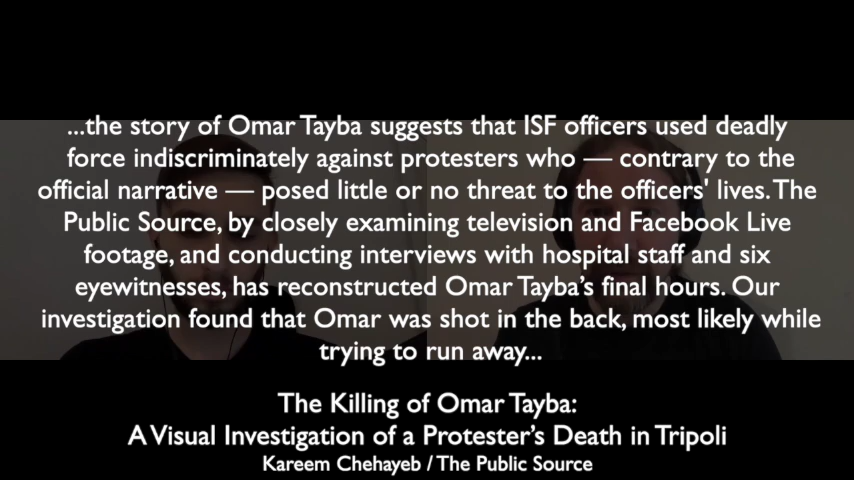 ...the story of Omar Tayba suggests that ISF officers used deadly
force indiscriminately against protesters who — contrary to the
official narrative — posed little or no threat to the officers' lives. The
Public Source, by closely examining television and Facebook Live
footage, and conducting interviews with hospital staff and six
eyewitnesses, has reconstructed Omar Tayba's final hours. Our
investigation found that Omar was shot in the back, most likely while
trying to run away...
The Killing of Omar Tayba:
A Visual Investigation of a Protester's Death in Tripoli
Kareem Chehayeb / The Public Source